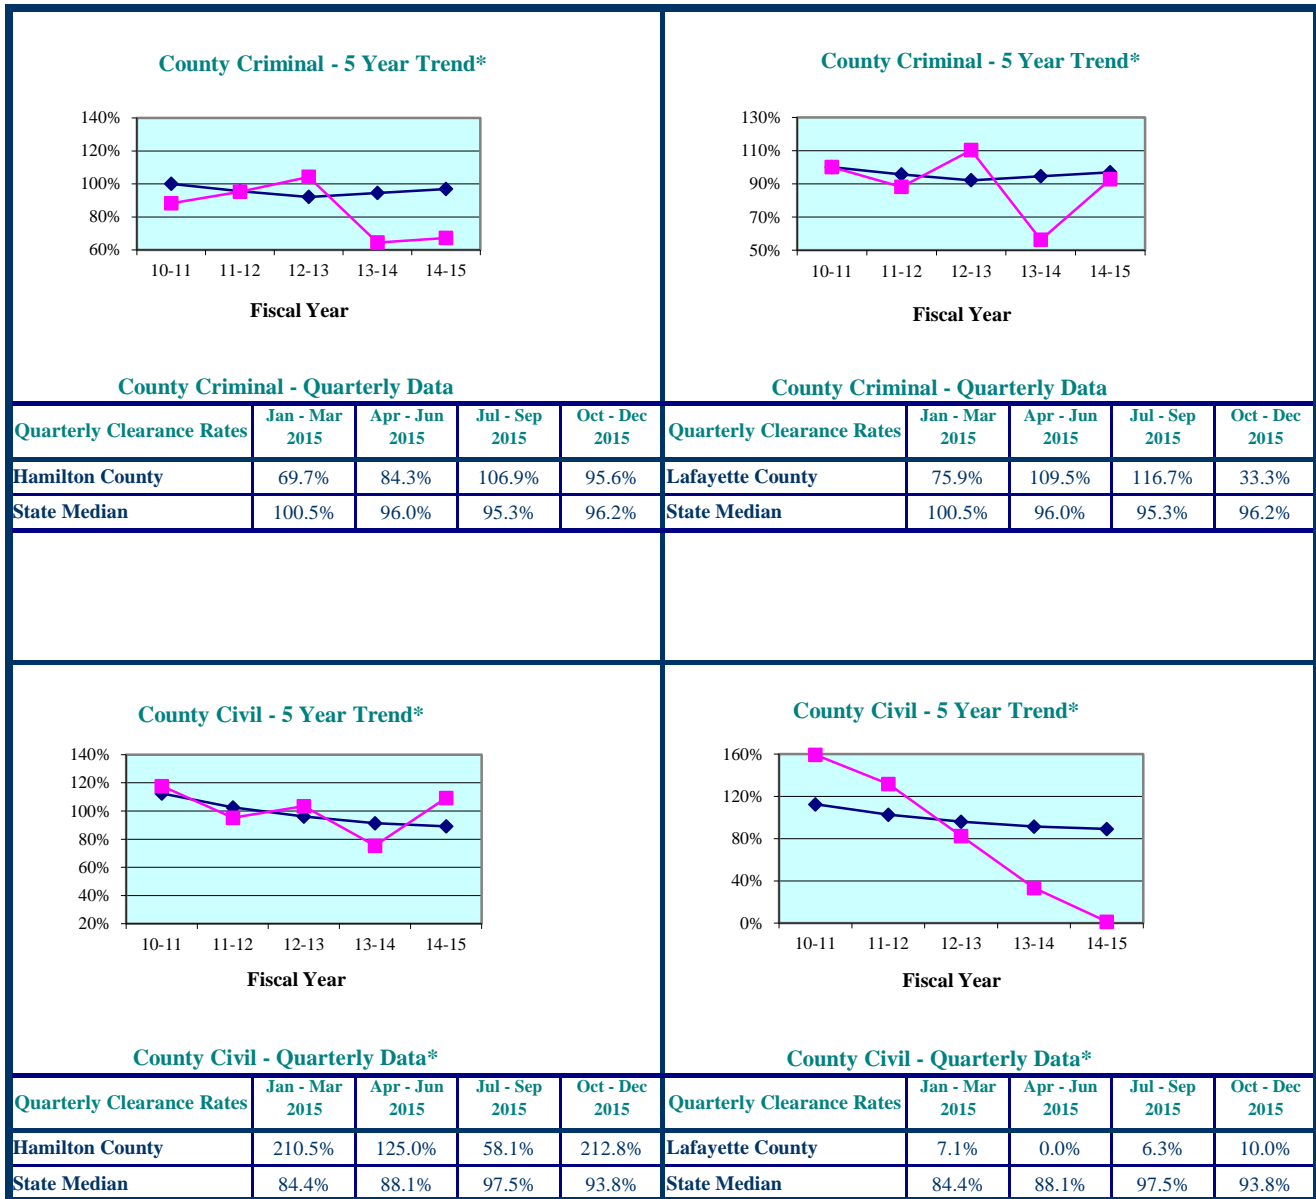 County Criminal - 5 Year Trend*
140%
120%
100%
80%
60%
10-11 11-12 12-13 13-14 14-15
Fiscal Year
County Criminal - Quarterly Data
Quarterly Clearance Rates Jan - Mar 2015 Apr - Jun 2015 Jul - Sep 2015 Oct - Dec 2015
Hamilton County 69.7% 84.3% 106.9% 95.6%
State Median 100.5% 96.0% 95.3% 96.2%
County Criminal - 5 Year Trend*
130%
110%
90%
70%
50%
10-11 11-12 12-13 13-14 14-15
Fiscal Year
County Criminal - Quarterly Data
Quarterly Clearance Rates Jan - Mar 2015 Apr - Jun 2015 Jul - Sep 2015 Oct - Dec 2015
Lafayette County 75.9% 109.5% 116.7% 33.3%
State Median 100.5% 96.0% 95.3% 96.2%
County Civil - 5 Year Trend*
140%
120%
100%
80%
60%
40%
20%
10-11 11-12 12-13 13-14 14-15
Fiscal Year
County Civil - Quarterly Data*
Quarterly Clearance Rates Jan - Mar 2015 Apr - Jun 2015 Jul - Sep 2015 Oct - Dec 2015
Hamilton County 210.5% 125.0% 58.1% 212.8%
State Median 84.4% 88.1% 97.5% 93.8%
County Civil - 5 Year Trend*
160%
120%
80%
40%
0%
10-11 11-12 12-13 13-14 14-15
Fiscal Year
County Civil - Quarterly Data*
Quarterly Clearance Rates Jan - Mar 2015 Apr - Jun 2015 Jul - Sep 2015 Oct - Dec 2015
Lafayette County 7.1% 0.0% 6.3% 10.0%
State Median 84.4% 88.1% 97.5% 93.8%